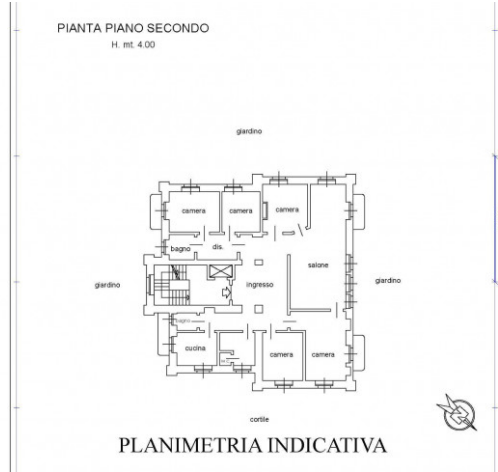 PIANTA PIANO SECONDO
H. mt. 4.00
giardino
camera
camera
camera
bagno
dis.
salone
giardino
ingresso
giardino
bagno
cucina
camera
camera
cortile
PLANIMETRIA INDICATIVA